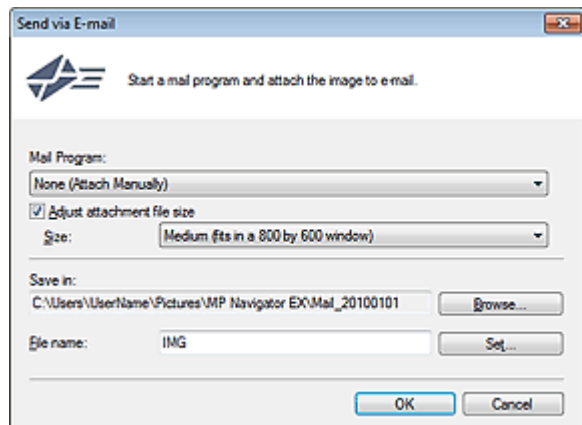 Send via E-mail
Start a mail program and attach the image to e-mail.
Mail Program:
None (Attach Manually)
Adjust attachment file size
Size: Medium (fits in a 800 by 600 window)
Save in:
C:\Users\UserName\Pictures\MP Navigator EX\Mail_20100101 Browse...
File name: IMG Set...
OK Cancel